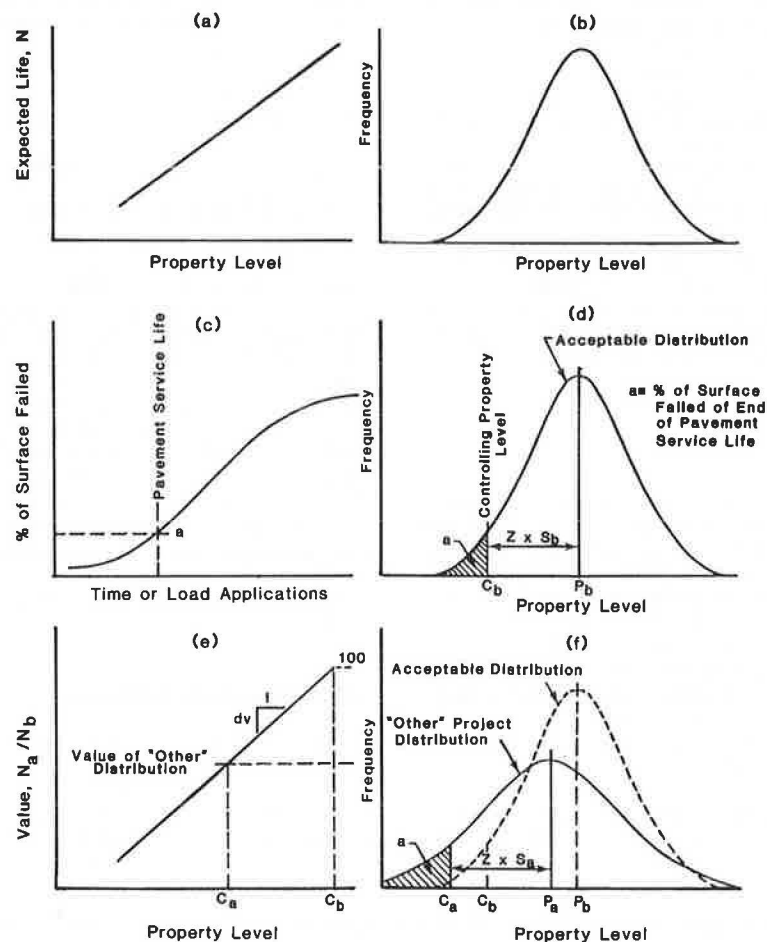 (a)
Expected Life, N
Property Level
(b)
Frequency
Property Level
(c)
% of Surface Failed
Pavement Service Life
a
Time or Load Applications
(d)
Frequency
Acceptable Distribution
a= % of Surface
Failed of End
of Pavement
Service Life
Controlling Property
Level
a
Z x Sb
Cb
Pb
Property Level
(e)
Value, Na/Nb
100
1
dv
Value of "Other"
Distribution
Ca
Cb
Property Level
(f)
Frequency
Acceptable Distribution
"Other" Project
Distribution
a
Z x Sa
Ca
Cb
Pa
Pb
Property Level